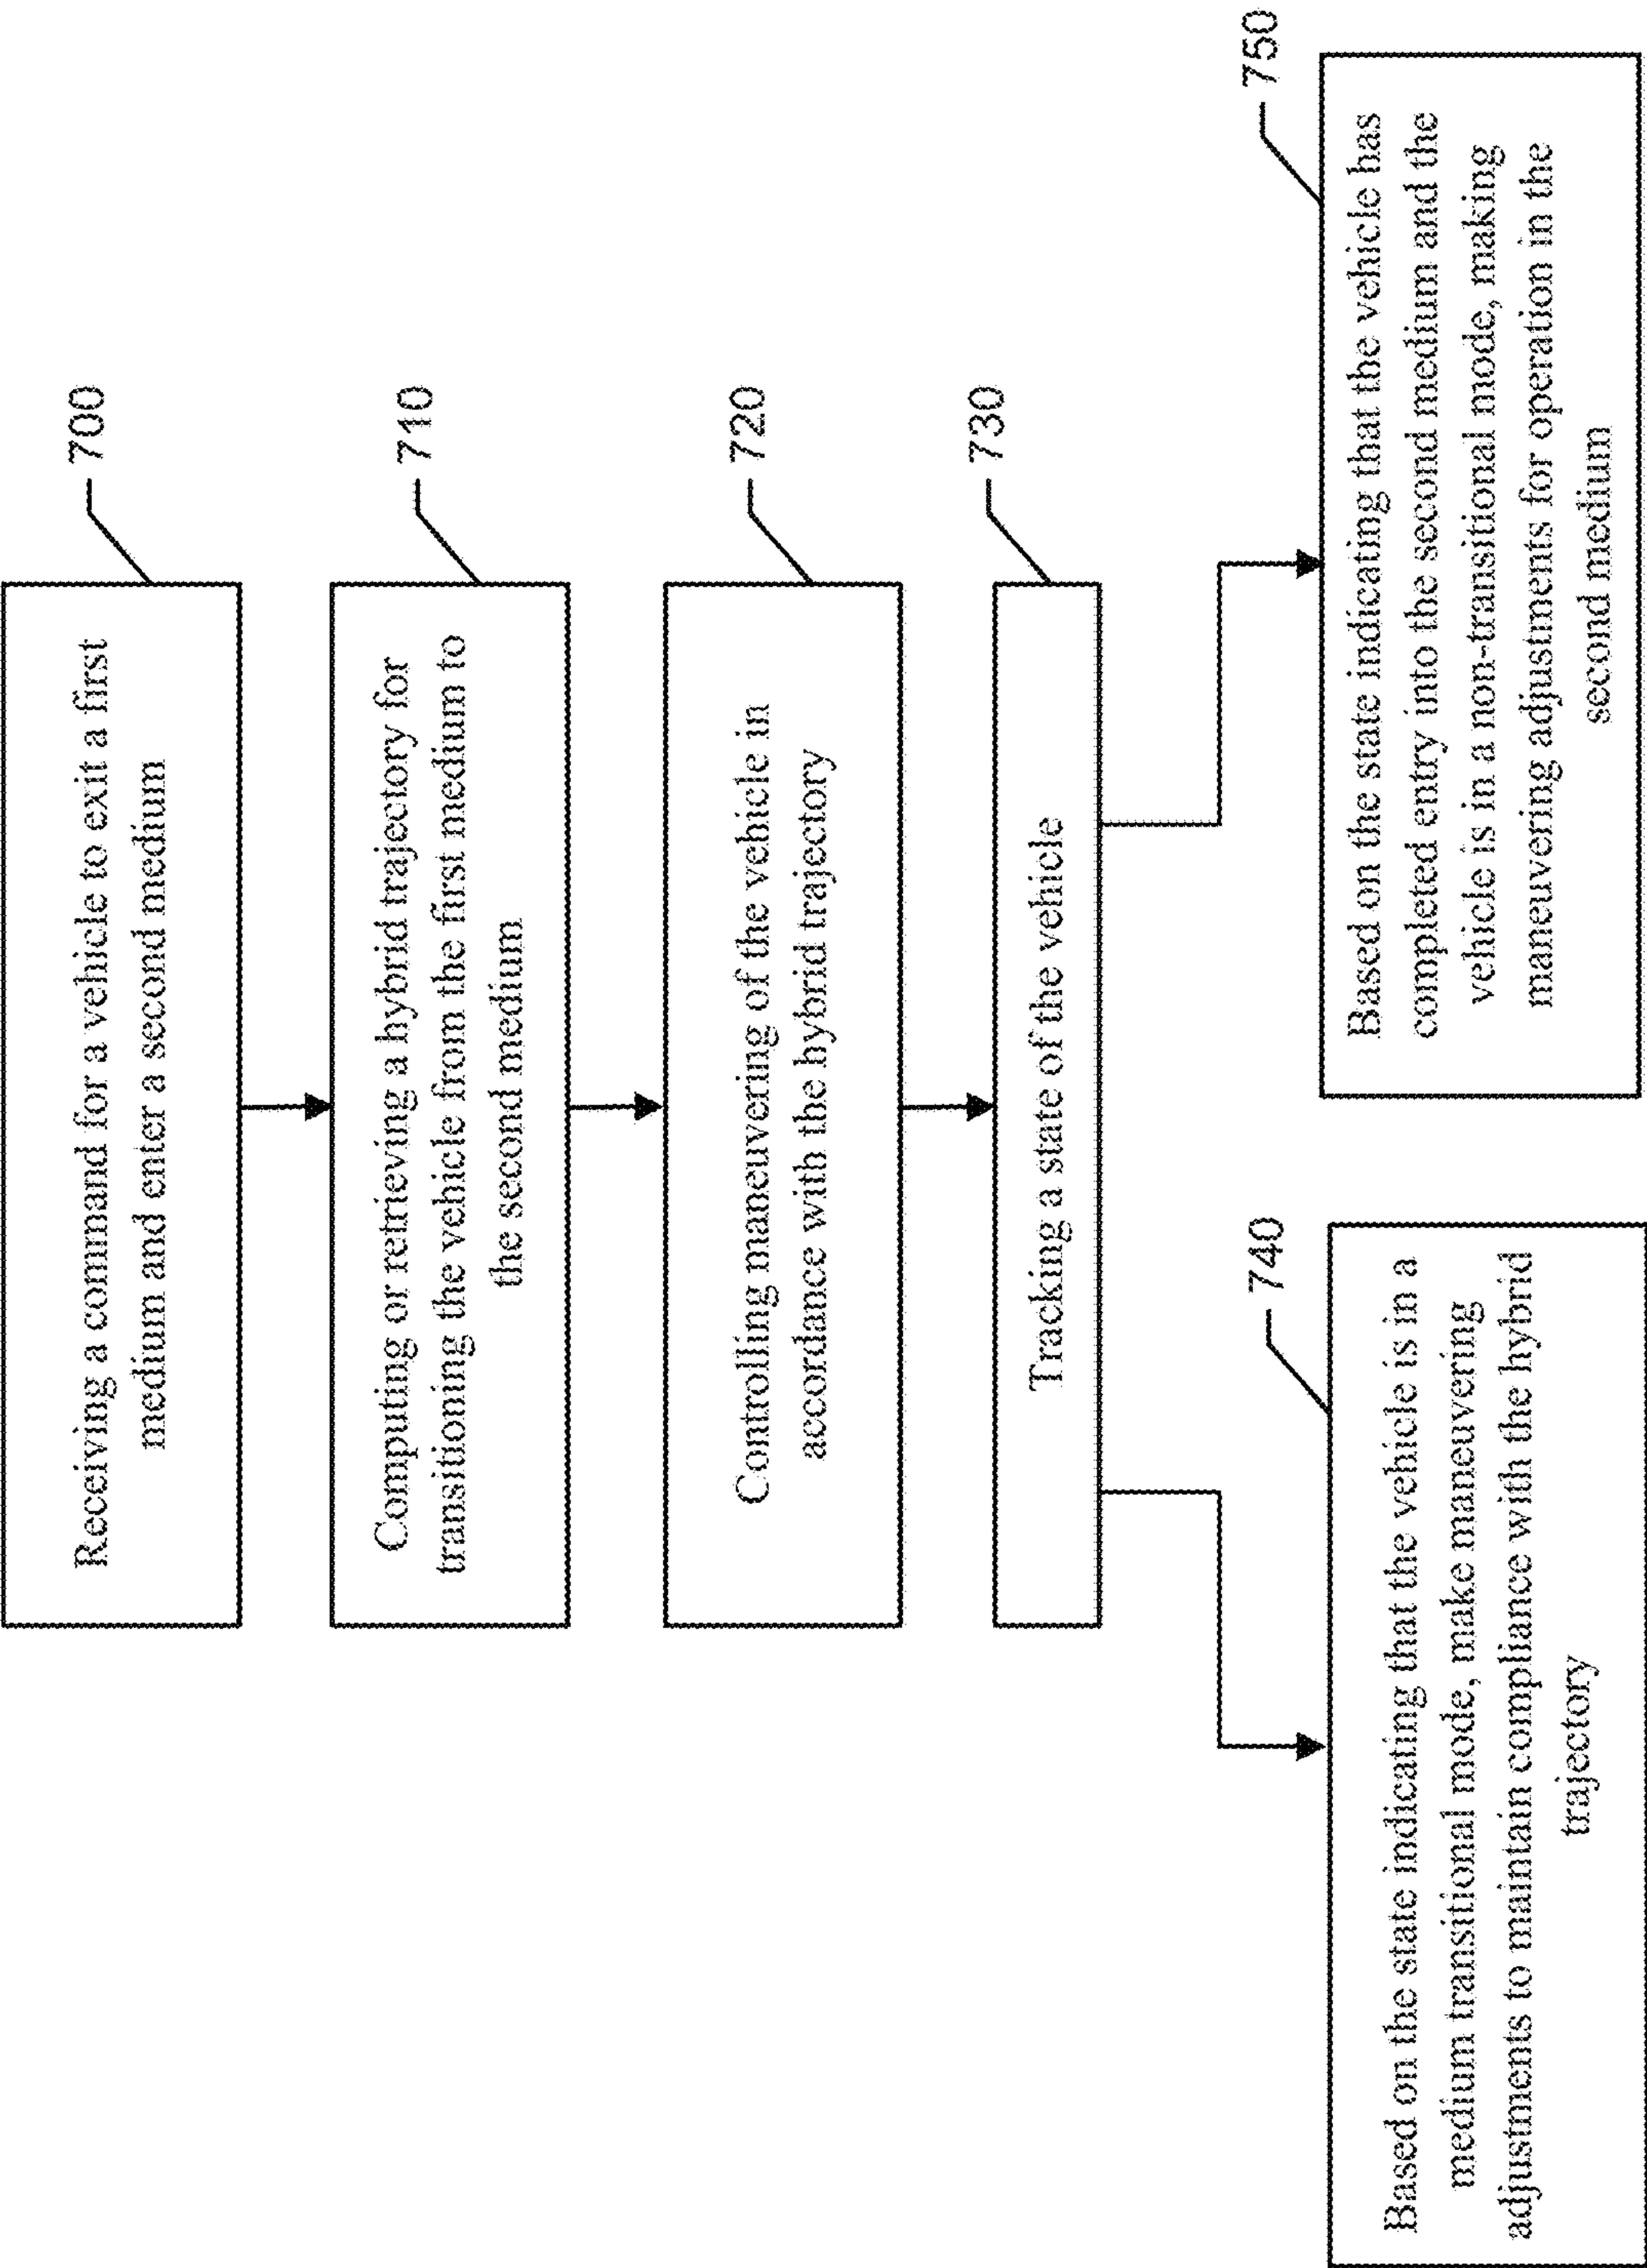 Receiving a command for a vehicle to exit a first
medium and enter a second medium
700
Computing or retrieving a hybrid trajectory for
transitioning the vehicle from the first medium to
the second medium
710
Controlling maneuvering of the vehicle in
accordance with the hybrid trajectory
720
Tracking a state of the vehicle
730
Based on the state indicating that the vehicle is in a
medium transitional mode, make maneuvering
adjustments to maintain compliance with the hybrid
trajectory
740
Based on the state indicating that the vehicle has
completed entry into the second medium and the
vehicle is in a non-transitional mode, making
maneuvering adjustments for operation in the
second medium
750